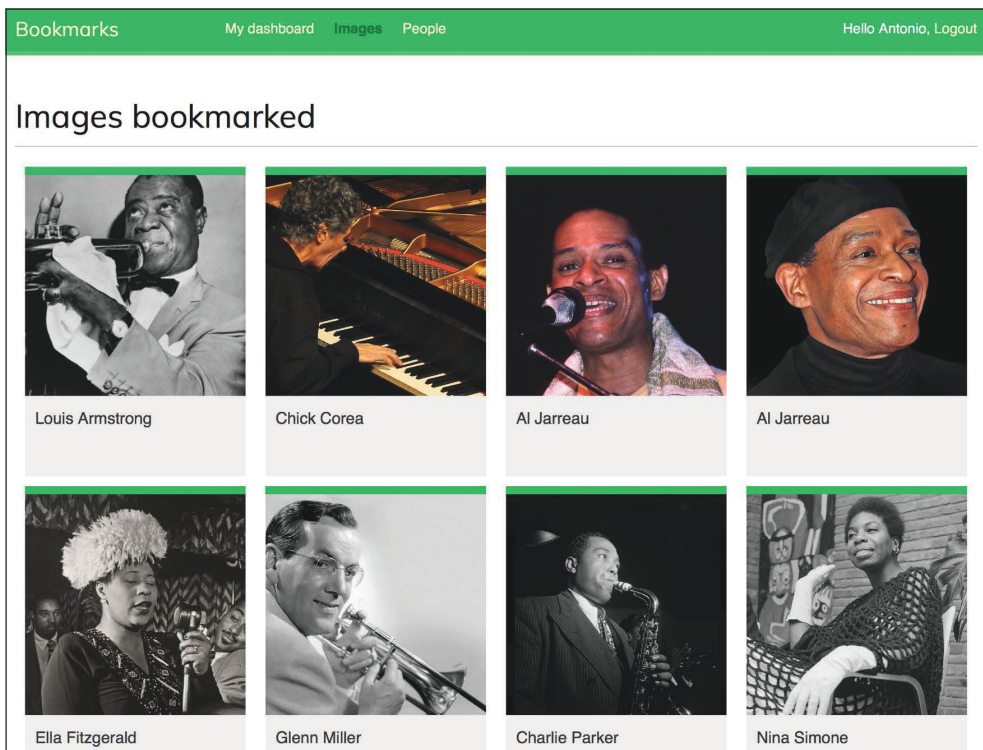 Bookmarks My dashboard Images People Hello Antonio, Logout
Images bookmarked
Louis Armstrong Chick Corea Al Jarreau Al Jarreau
Ella Fitzgerald Glenn Miller Charlie Parker Nina Simone